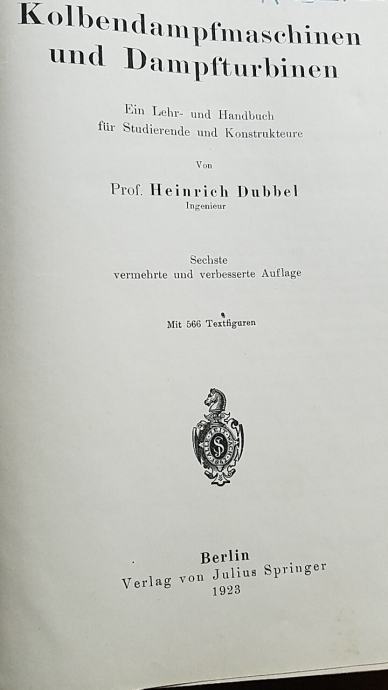 Kolbendampfmaschinen
und Dampfturbinen
Ein Lehr- und Handbuch
für Studierende und Konstrukteure
Von
Prof. Heinrich Dubbel
Ingenieur
Sechste
vermehrte und verbesserte Auflage
Mit 566 Textfiguren
Berlin
Verlag von Julius Springer
1923